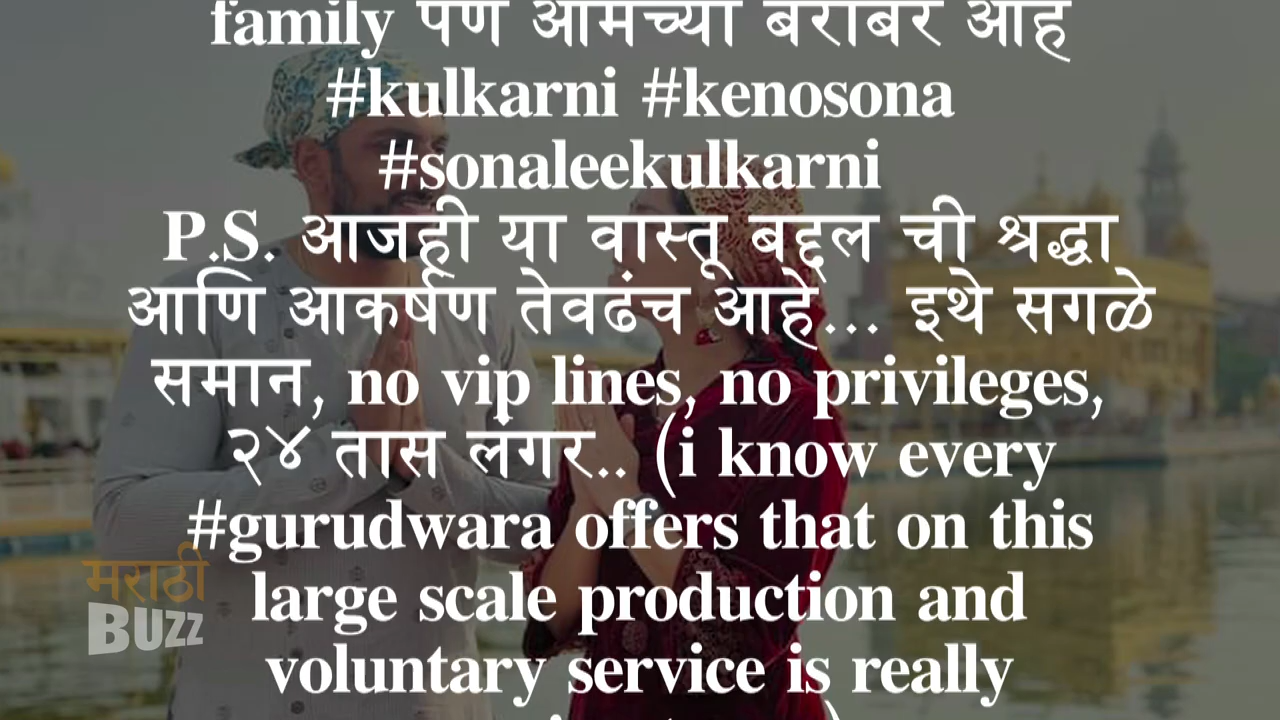 family पण आमच्या बरोबर आहे
#kulkarni #kenosona
#sonaleekulkarni
P.S. आजही या वास्तू बद्दल ची श्रद्धा
आणि आकर्षण तेवढंच आहे... इथे सगळे
समान, no vip lines, no privileges,
२४ तास लंगर.. (i know every
#gurudwara offers that on this
large scale production and
voluntary service is really
मराठी
BUZZ